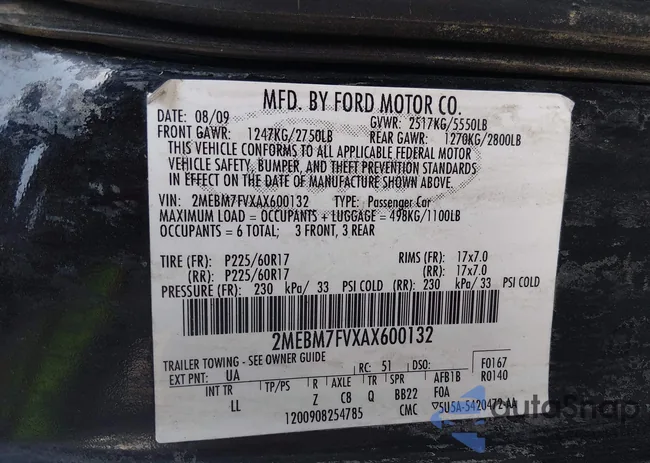 MFD. BY FORD MOTOR CO.
DATE: 08/09 GVWR: 2517KG/5550LB
FRONT GAWR: 1247KG/2750LB REAR GAWR: 1270KG/2800LB
THIS VEHICLE CONFORMS TO ALL APPLICABLE FEDERAL MOTOR
VEHICLE SAFETY, BUMPER, AND THEFT PREVENTION STANDARDS
IN EFFECT ON THE DATE OF MANUFACTURE SHOWN ABOVE.
VIN: 2MEBM7FVXAX600132 TYPE: Passenger Car
MAXIMUM LOAD = OCCUPANTS + LUGGAGE = 498KG/1100LB
OCCUPANTS = 6 TOTAL; 3 FRONT, 3 REAR
TIRE (FR): P225/60R17 RIMS (FR): 17x7.0
(RR): P225/60R17 (RR): 17x7.0
PRESSURE (FR): 230 kPa/ 33 PSI COLD (RR): 230 kPa/ 33 PSI COLD
2MEBM7FVXAX600132
TRAILER TOWING - SEE OWNER GUIDE
EXT PNT: UA RC: 51 DSO: F0167
INT TR TP/PS R AXLE TR SPR AFB1B R0140
LL Z C8 Q BB22 FOA
1200908254785 CMC ▽5U5A-5420472-AA
AutoSnap